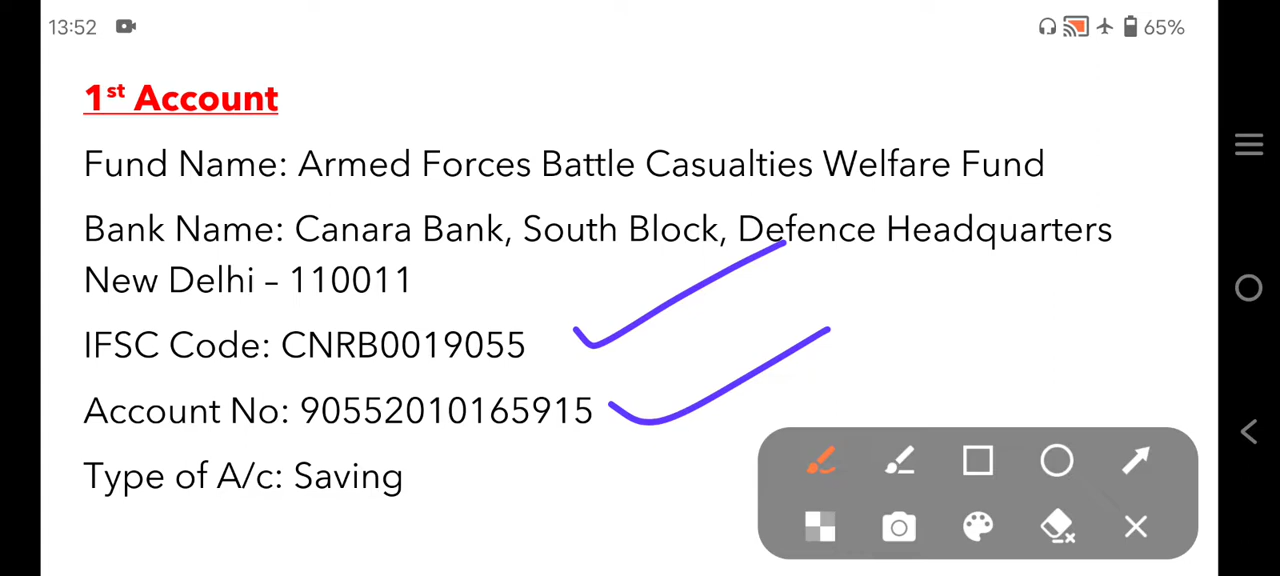 13:52
65%
1st Account
Fund Name: Armed Forces Battle Casualties Welfare Fund
Bank Name: Canara Bank, South Block, Defence Headquarters
New Delhi – 110011
IFSC Code: CNRB0019055
Account No: 90552010165915
Type of A/c: Saving